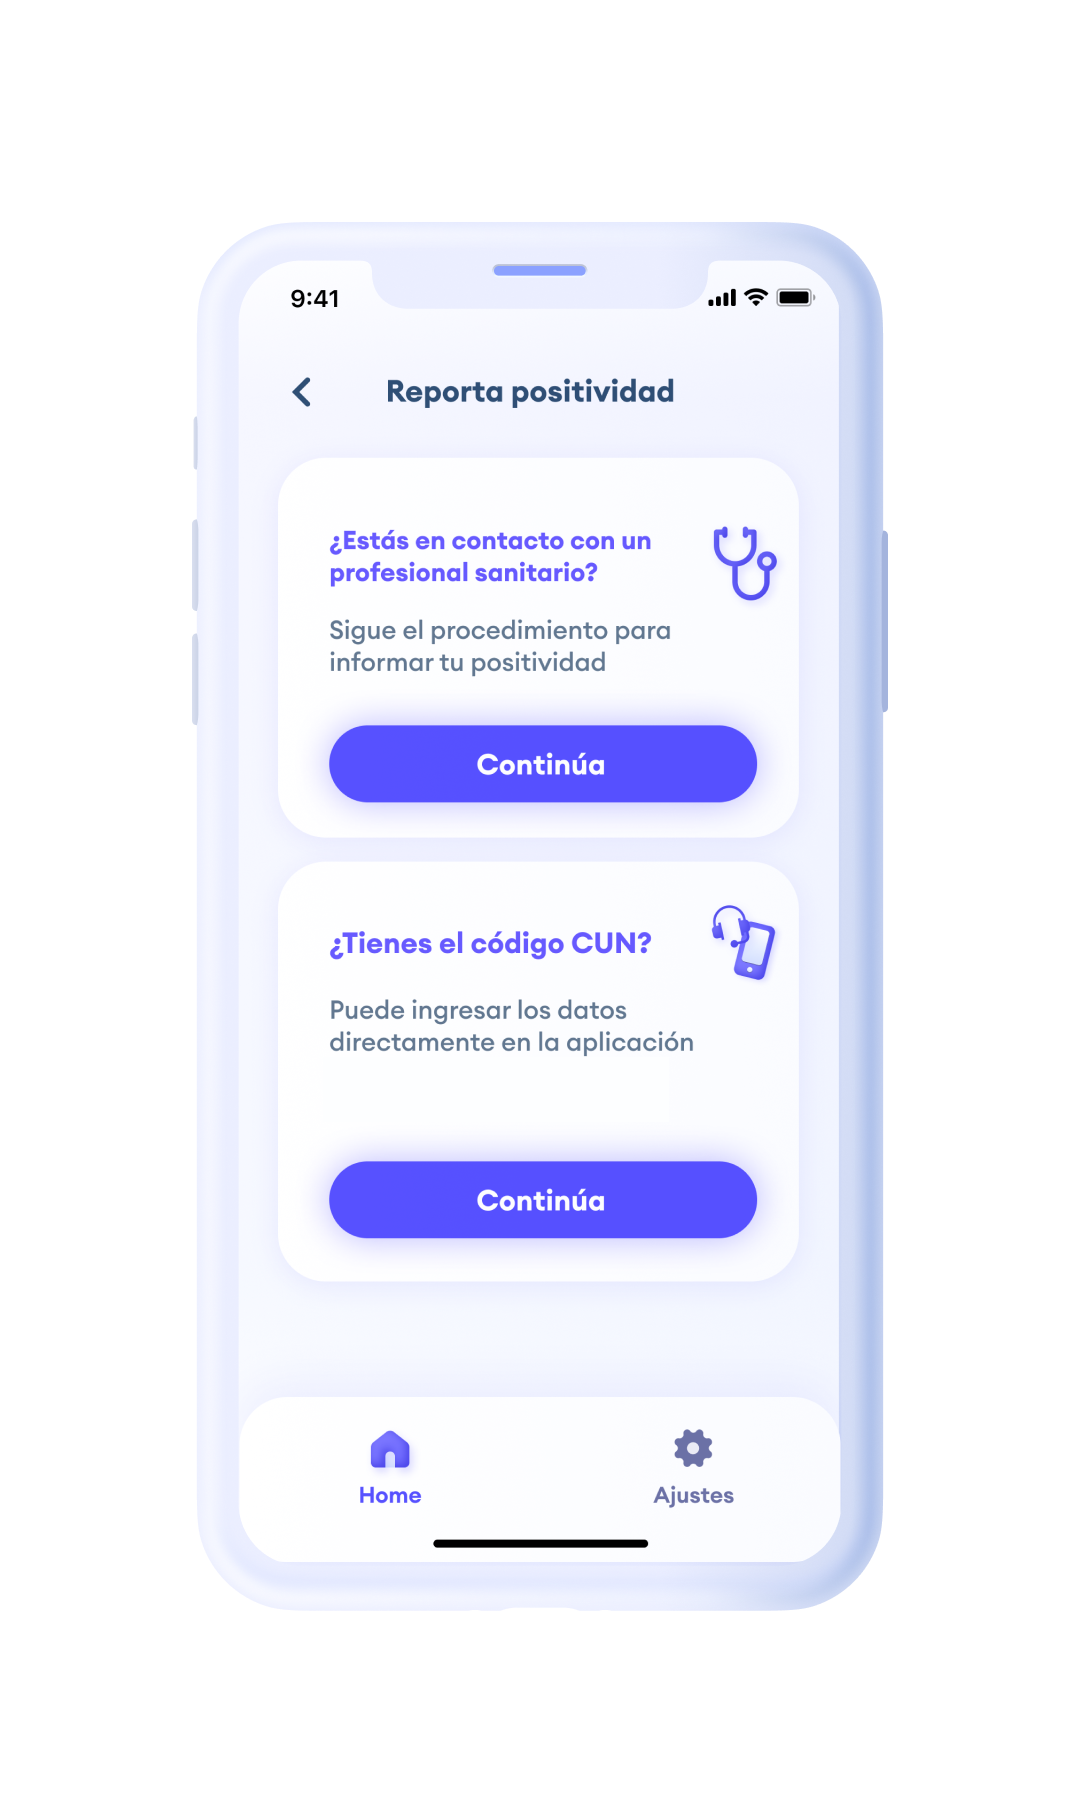 9:41
Reporta positividad
¿Estás en contacto con un
profesional sanitario?
Sigue el procedimiento para
informar tu positividad
Continúa
¿Tienes el código CUN?
Puede ingresar los datos
directamente en la aplicación
Continúa
Home
Ajustes